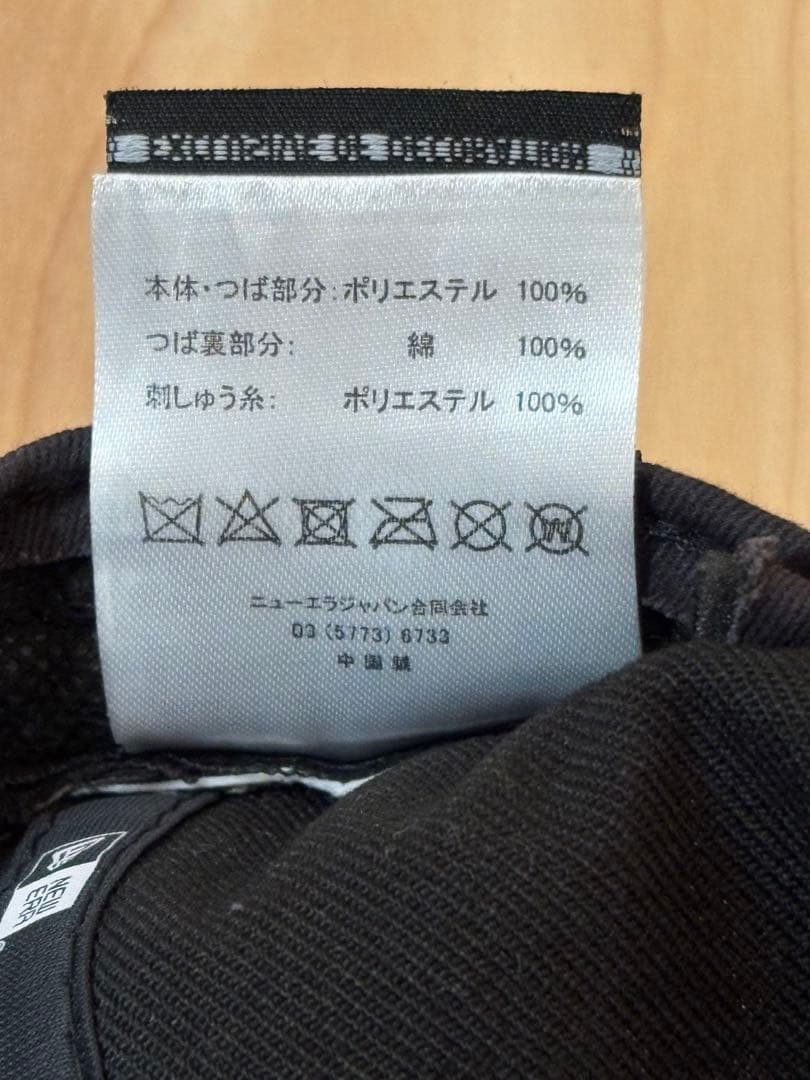 本体・つば部分:ポリエステル 100%
つば裏部分: 綿 100%
刺しゅう糸: ポリエステル 100%
ニューエラジャパン合同会社
03 (5773) 6733
中国製
NEW ERA